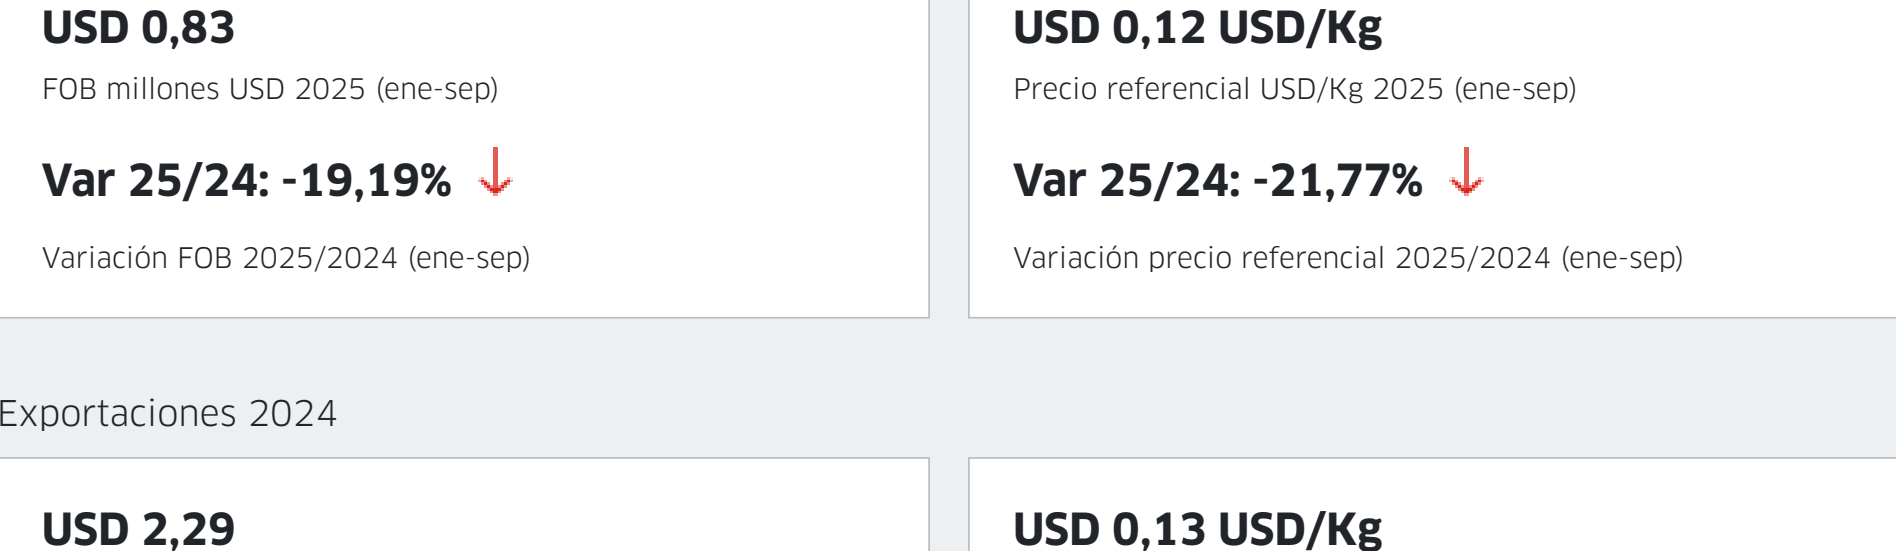 USD 0,83
FOB millones USD 2025 (ene-sep)
Var 25/24: -19,19%
Variación FOB 2025/2024 (ene-sep)
USD 0,12 USD/Kg
Precio referencial USD/Kg 2025 (ene-sep)
Var 25/24: -21,77%
Variación precio referencial 2025/2024 (ene-sep)
Exportaciones 2024
USD 2,29
USD 0,13 USD/Kg